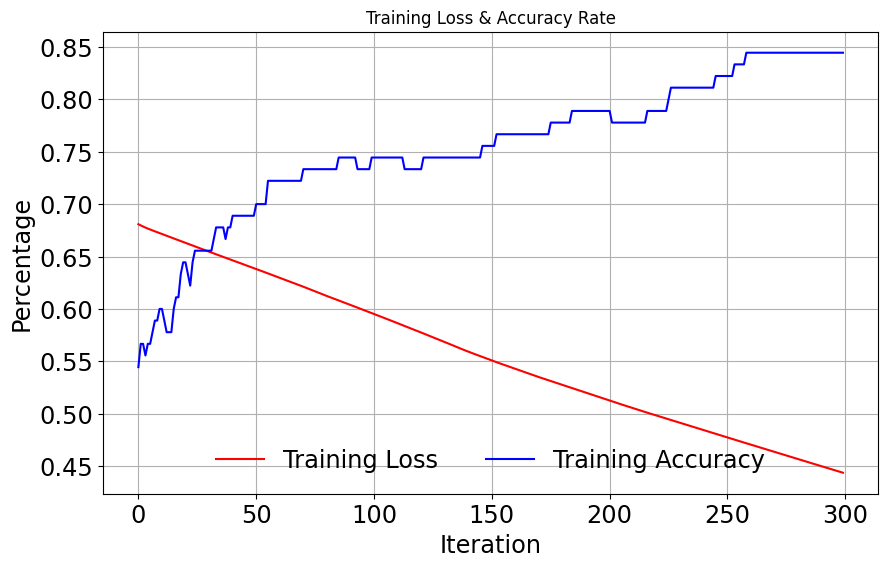 Training Loss & Accuracy Rate
Percentage
0.85
0.80
0.75
0.70
0.65
0.60
0.55
0.50
0.45
Training Loss Training Accuracy
0 50 100 150 200 250 300
Iteration